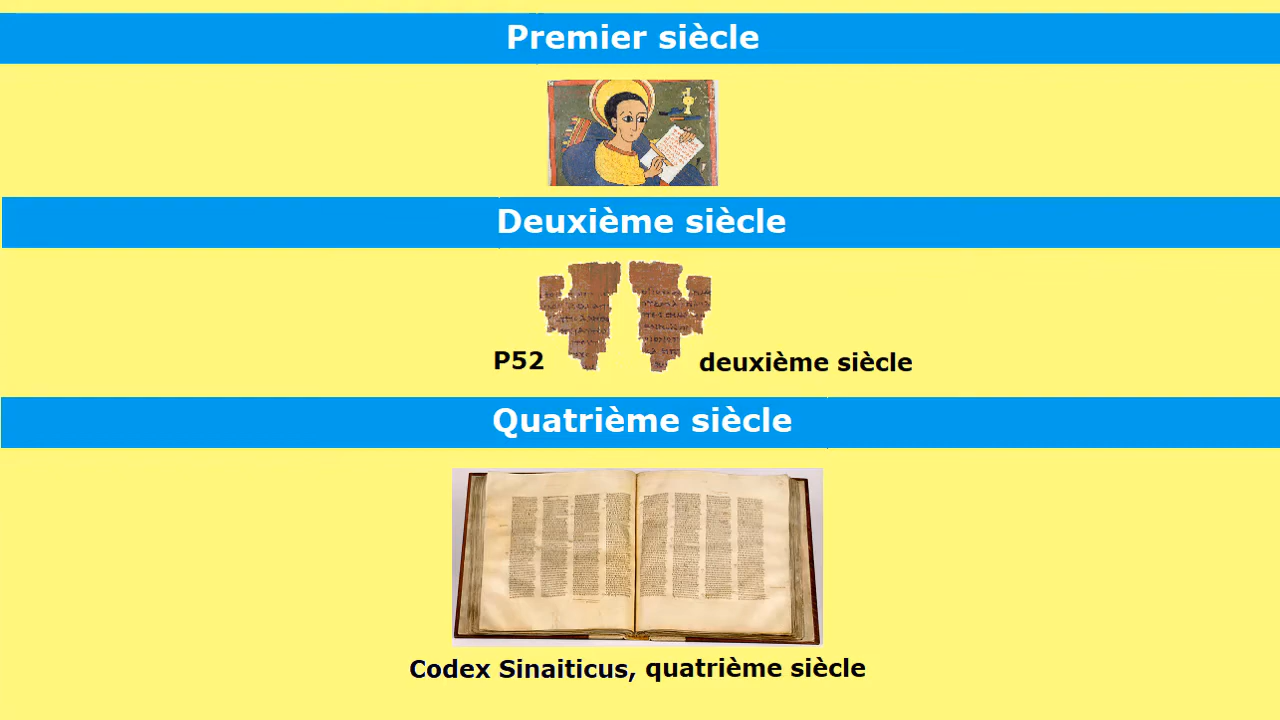 Premier siècle
Deuxième siècle
P52 deuxième siècle
Quatrième siècle
Codex Sinaiticus, quatrième siècle